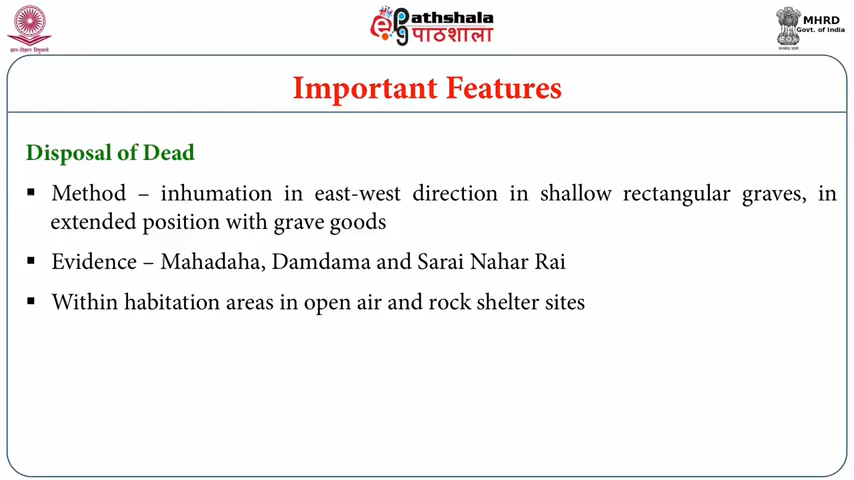 ePathshala
पाठशाला
MHRD
Govt. of India
Important Features
Disposal of Dead
▪ Method – inhumation in east-west direction in shallow rectangular graves, in
extended position with grave goods
▪ Evidence – Mahadaha, Damdama and Sarai Nahar Rai
▪ Within habitation areas in open air and rock shelter sites